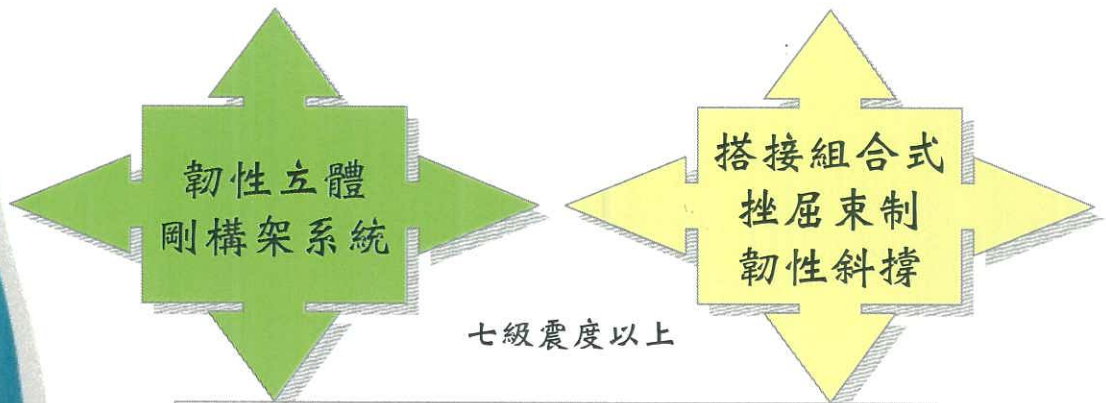 韌性立體
剛構架系統
搭接組合式
挫屈束制
韌性斜撐
七級震度以上